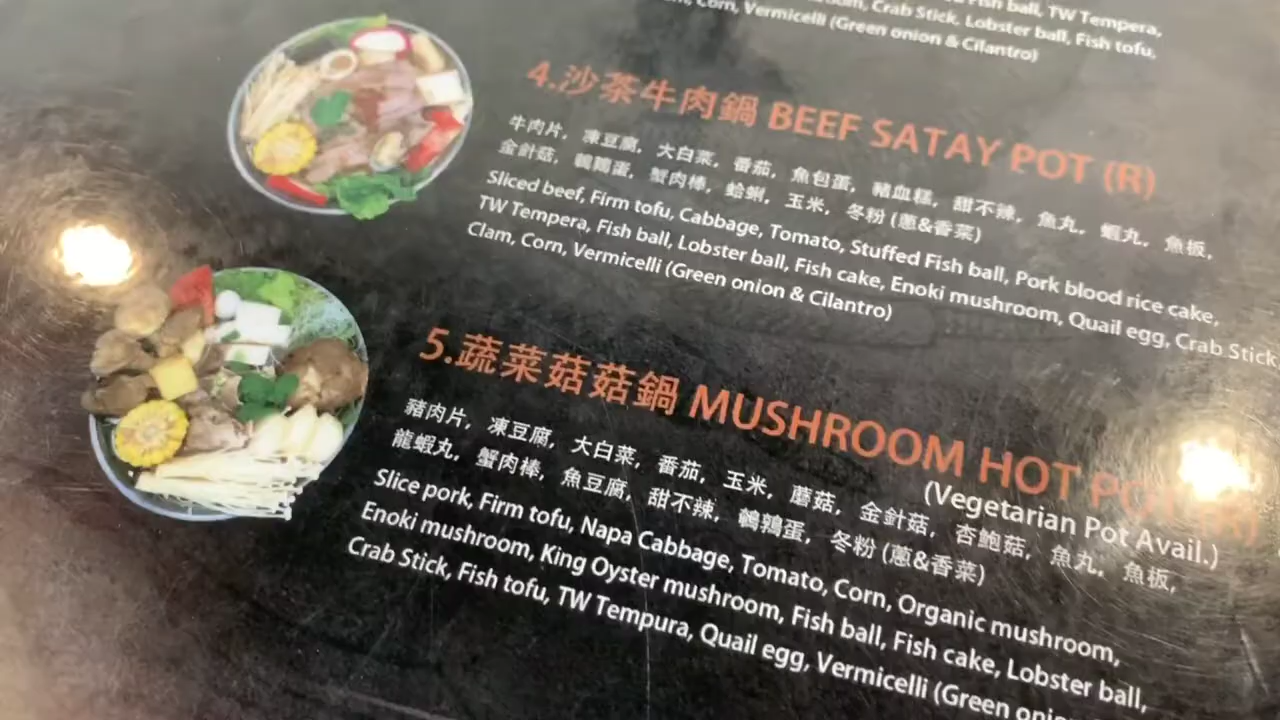 Fish ball, TW Tempera,
Crab Stick, Lobster ball, Fish tofu,
Corn, Vermicelli (Green onion & Cilantro)
4.沙茶牛肉鍋 BEEF SATAY POT (R)
牛肉片, 凍豆腐, 大白菜, 番茄, 魚包蛋, 豬血糕, 甜不辣, 魚丸, 蝦丸, 魚板,
金針菇, 鵪鶉蛋, 蟹肉棒, 蛤蜊, 玉米, 冬粉 (蔥&香菜)
Sliced beef, Firm tofu, Cabbage, Tomato, Stuffed Fish ball, Pork blood rice cake,
TW Tempera, Fish ball, Lobster ball, Fish cake, Enoki mushroom, Quail egg, Crab Stick
Clam, Corn, Vermicelli (Green onion & Cilantro)
5.蔬菜菇菇鍋 MUSHROOM HOT POT (R)
(Vegetarian Pot Avail.)
豬肉片, 凍豆腐, 大白菜, 番茄, 玉米, 蘑菇, 金針菇, 杏鮑菇, 魚丸, 魚板,
龍蝦丸, 蟹肉棒, 魚豆腐, 甜不辣, 鵪鶉蛋, 冬粉 (蔥&香菜)
Slice pork, Firm tofu, Napa Cabbage, Tomato, Corn, Organic mushroom,
Enoki mushroom, King Oyster mushroom, Fish ball, Fish cake, Lobster ball,
Crab Stick, Fish tofu, TW Tempura, Quail egg, Vermicelli (Green